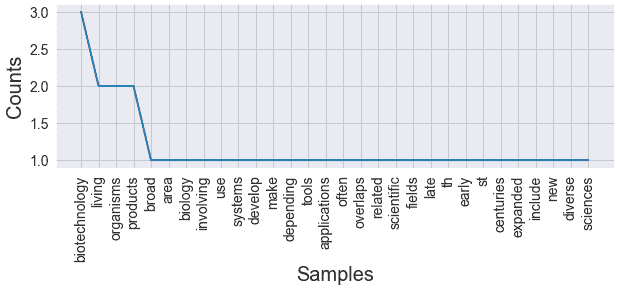 Counts
3.0
2.5
2.0
1.5
1.0
biotechnology
living
organisms
products
broad
area
biology
involving
use
systems
develop
make
depending
tools
applications
often
overlaps
related
scientific
fields
late
th
early
st
centuries
expanded
include
new
diverse
sciences
Samples